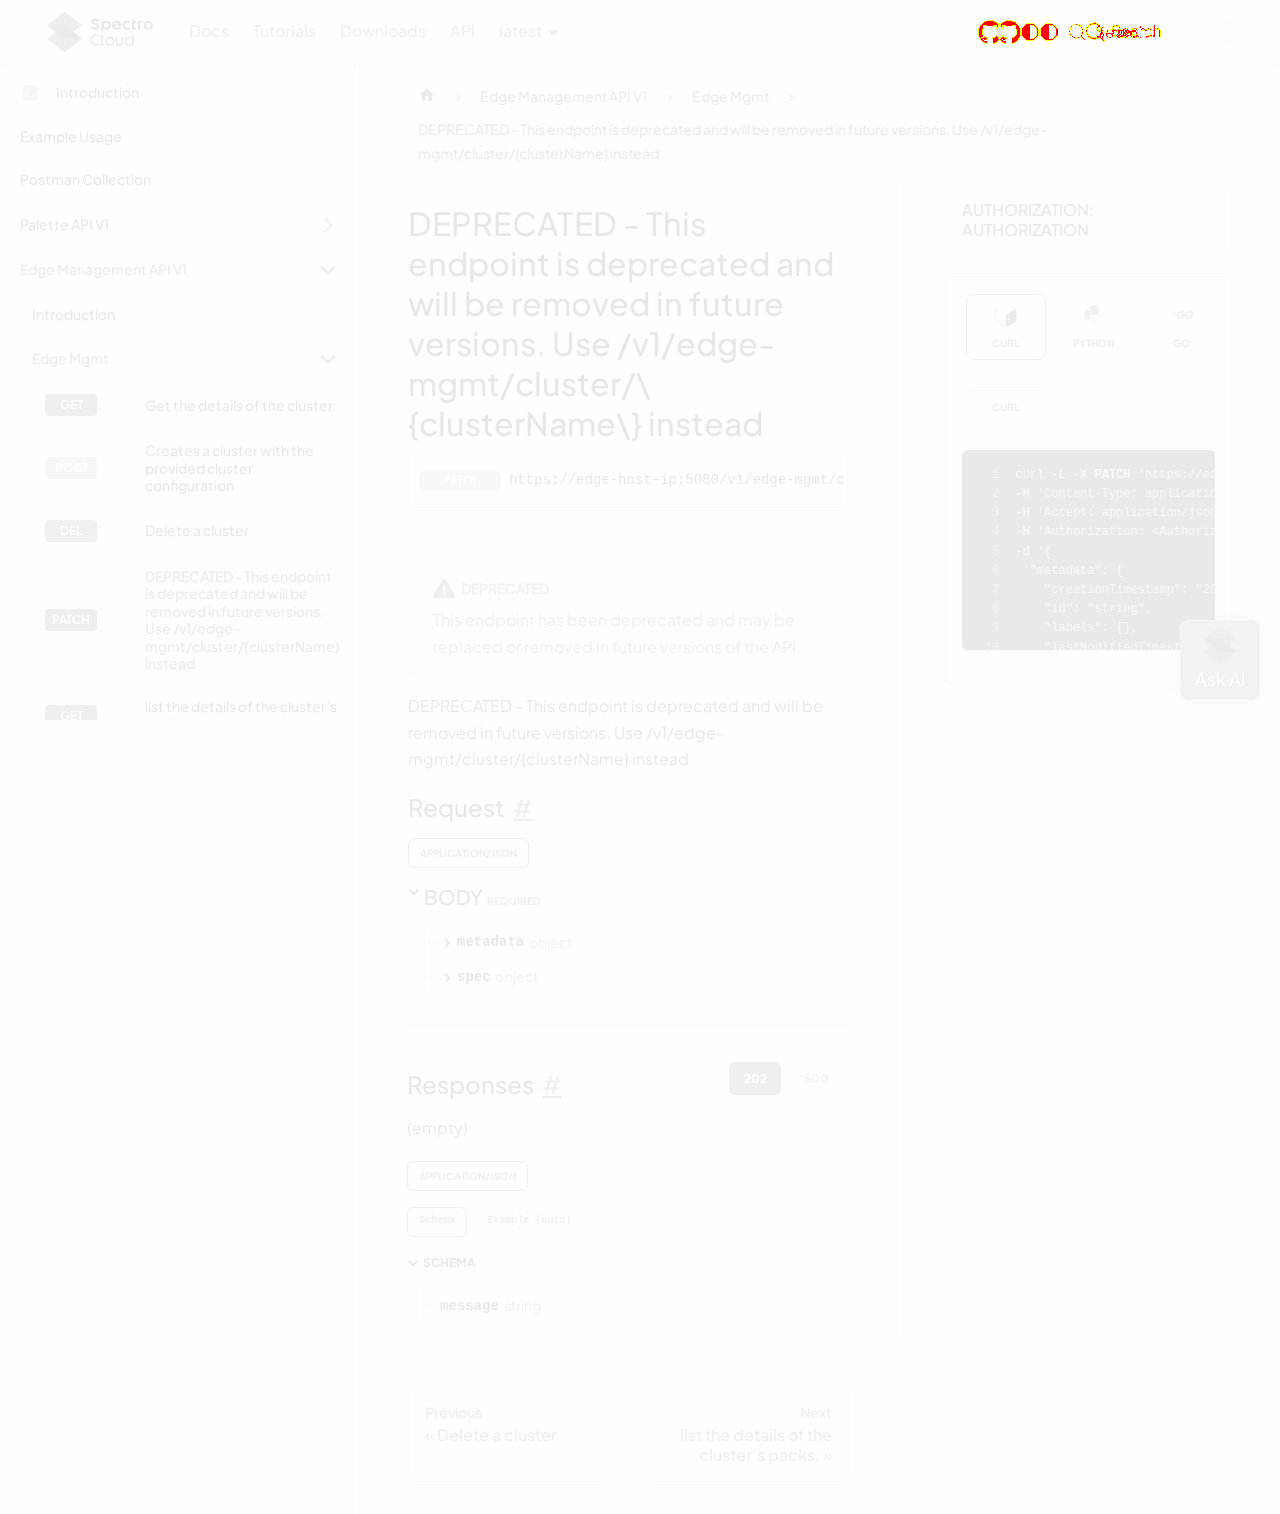 Spectro Cloud
Docs
Tutorials
Downloads
API
latest
Introduction
Example Usage
Postman Collection
Palette API V1
Edge Management API V1
Introduction
Edge Mgmt
GET
Get the details of the cluster.
POST
Creates a cluster with the
provided cluster
configuration
DEL
Delete a cluster
PATCH
DEPRECATED - This endpoint
is deprecated and will be
removed in future versions.
Use /v1/edge-
mgmt/cluster/{clusterName}
instead
GET
list the details of the cluster's
Edge Management API V1
Edge Mgmt
DEPRECATED - This endpoint is deprecated and will be removed in future versions. Use /v1/edge-
mgmt/cluster/{clusterName} instead
DEPRECATED - This
endpoint is deprecated and
will be removed in future
versions. Use /v1/edge-
mgmt/cluster/\
{clusterName\} instead
PATCH
https://edge-host-ip:5080/v1/edge-mgmt/c
DEPRECATED
This endpoint has been deprecated and may be
replaced or removed in future versions of the API.
DEPRECATED - This endpoint is deprecated and will be
removed in future versions. Use /v1/edge-
mgmt/cluster/{clusterName} instead
Request #
APPLICATION/JSON
BODY REQUIRED
metadata object
spec object
Responses #
202
500
(empty)
APPLICATION/JSON
Schema
Example (auto)
SCHEMA
message string
Previous
« Delete a cluster
Next
list the details of the
cluster's packs. »
AUTHORIZATION:
AUTHORIZATION
CURL
PYTHON
GO
CURL
1 curl -L -X PATCH 'https://ed
2 -H 'Content-Type: applicatio
3 -H 'Accept: application/json
4 -H 'Authorization: <Authoriz
5 -d '{
6 "metadata": {
7 "creationTimestamp": "20
8 "id": "string",
9 "labels": {},
10 "lastModifiedTimest
Ask AI